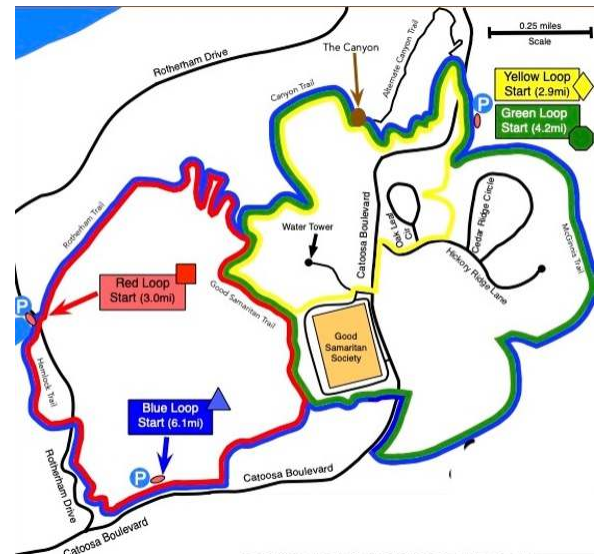 0.25 miles
Scale
The Canyon
Alternate Canyon Trail
Rotherham Drive
Canyon Trail
P
Yellow Loop
Start (2.9mi)
Green Loop
Start (4.2mi)
Rotherham Trail
Catoosa Boulevard
Oak Leaf
Cir
Cedar Ridge Circle
McGinnis Trail
Water Tower
Hickory Ridge Lane
Red Loop
Start (3.0mi)
Good Samaritan Trail
P
Good
Samaritan
Society
Hemlock Trail
Blue Loop
Start (6.1mi)
P
Rotherham Drive
Catoosa Boulevard
Catoosa Boulevard